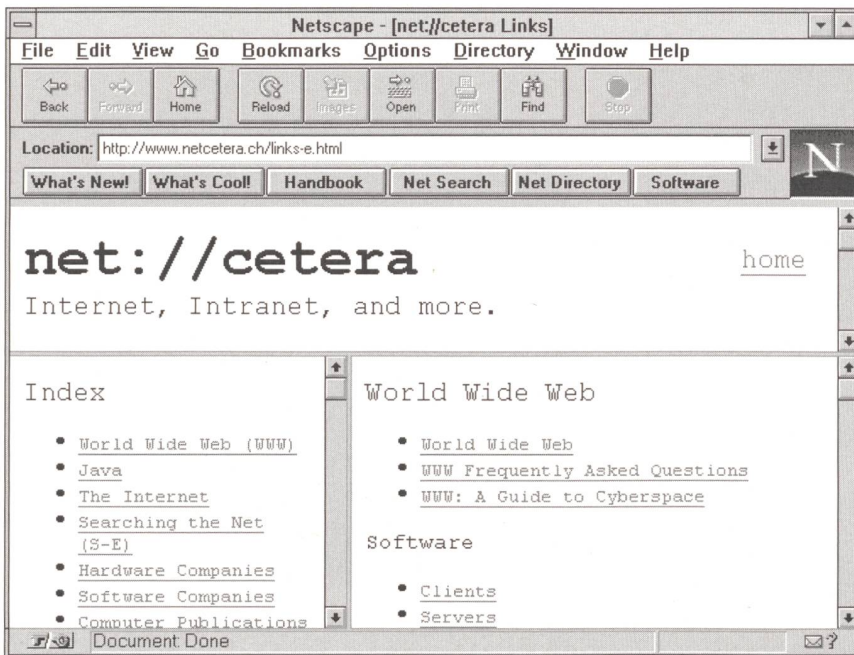 Netscape - [net://cetera Links]
File Edit View Go Bookmarks Options Directory Window Help
Back Forward Home Reload Images Open Print Find Stop
Location: http://www.netcetera.ch/links-e.html
N
What's New! What's Cool! Handbook Net Search Net Directory Software
net://cetera
home
Internet, Intranet, and more.
Index
World Wide Web (WWW)
Java
The Internet
Searching the Net
(S-E)
Hardware Companies
Software Companies
Computer Publications
World Wide Web
World Wide Web
WWW Frequently Asked Questions
WWW: A Guide to Cyberspace
Software
Clients
Servers
Document: Done
?